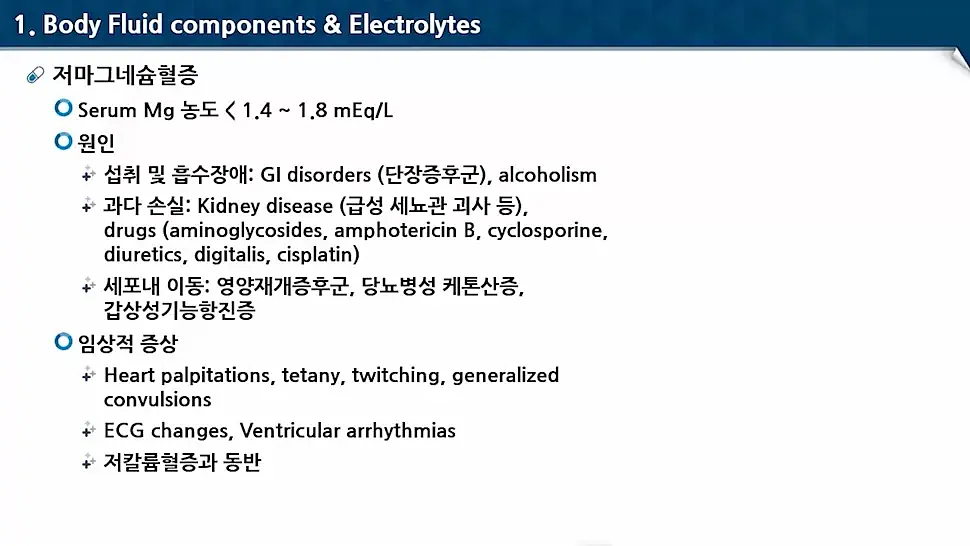 1. Body Fluid components & Electrolytes
저마그네슘혈증
Serum Mg 농도 < 1.4 ~ 1.8 mEq/L
원인
섭취 및 흡수장애: GI disorders (단장증후군), alcoholism
과다 손실: Kidney disease (급성 세뇨관 괴사 등),
drugs (aminoglycosides, amphotericin B, cyclosporine,
diuretics, digitalis, cisplatin)
세포내 이동: 영양재개증후군, 당뇨병성 케톤산증,
갑상성기능항진증
임상적 증상
Heart palpitations, tetany, twitching, generalized
convulsions
ECG changes, Ventricular arrhythmias
저칼륨혈증과 동반